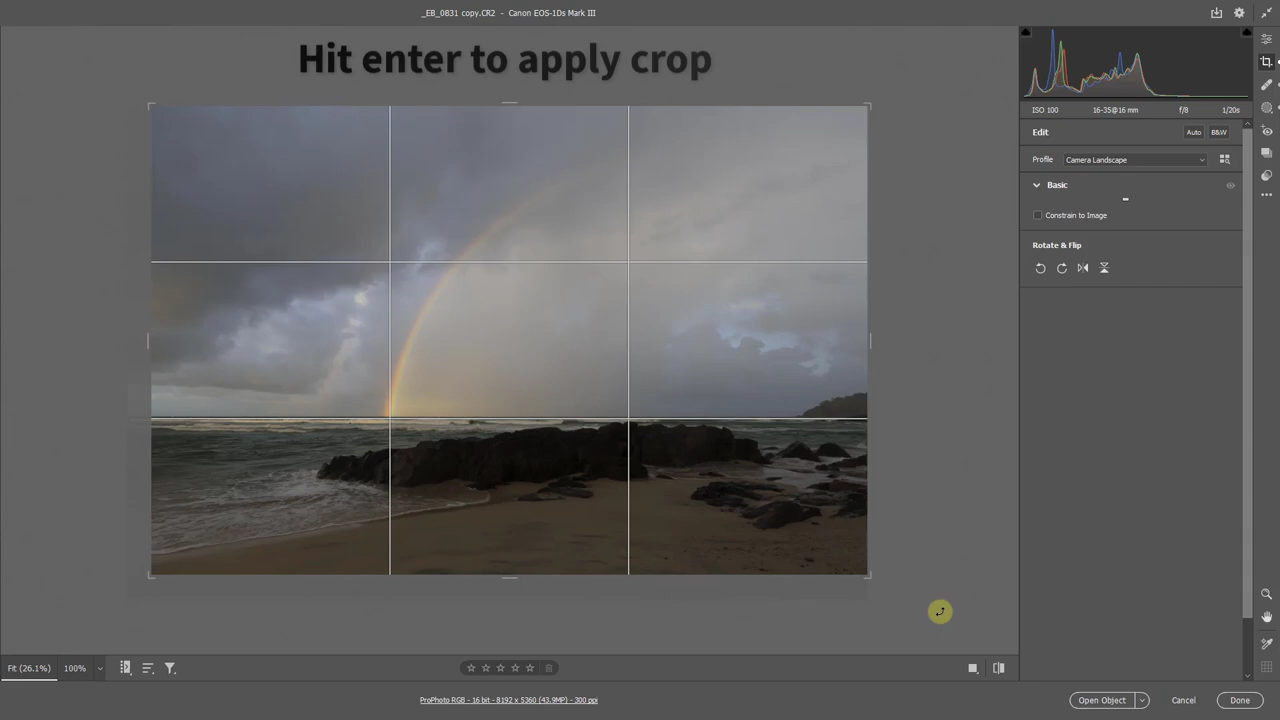 _EB_0831 copy.CR2 - Canon EOS-1Ds Mark III
Hit enter to apply crop
ISO 100 16-35@16 mm f/8 1/20s
Edit Auto B&W
Profile Camera Landscape
Basic
Constrain to Image
Rotate & Flip
Fit (26.1%) 100%
ProPhoto RGB - 16 bit - 8192 x 5360 (43.9MP) - 300 ppi
Open Object Cancel Done